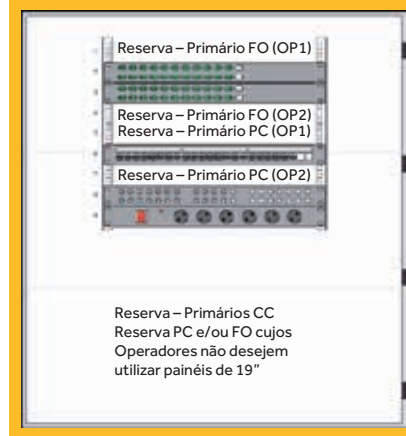 Reserva – Primário FO (OP1)
Reserva – Primário FO (OP2)
Reserva – Primário PC (OP1)
Reserva – Primário PC (OP2)
Reserva – Primários CC
Reserva PC e/ou FO cujos
Operadores não desejem
utilizar painéis de 19”